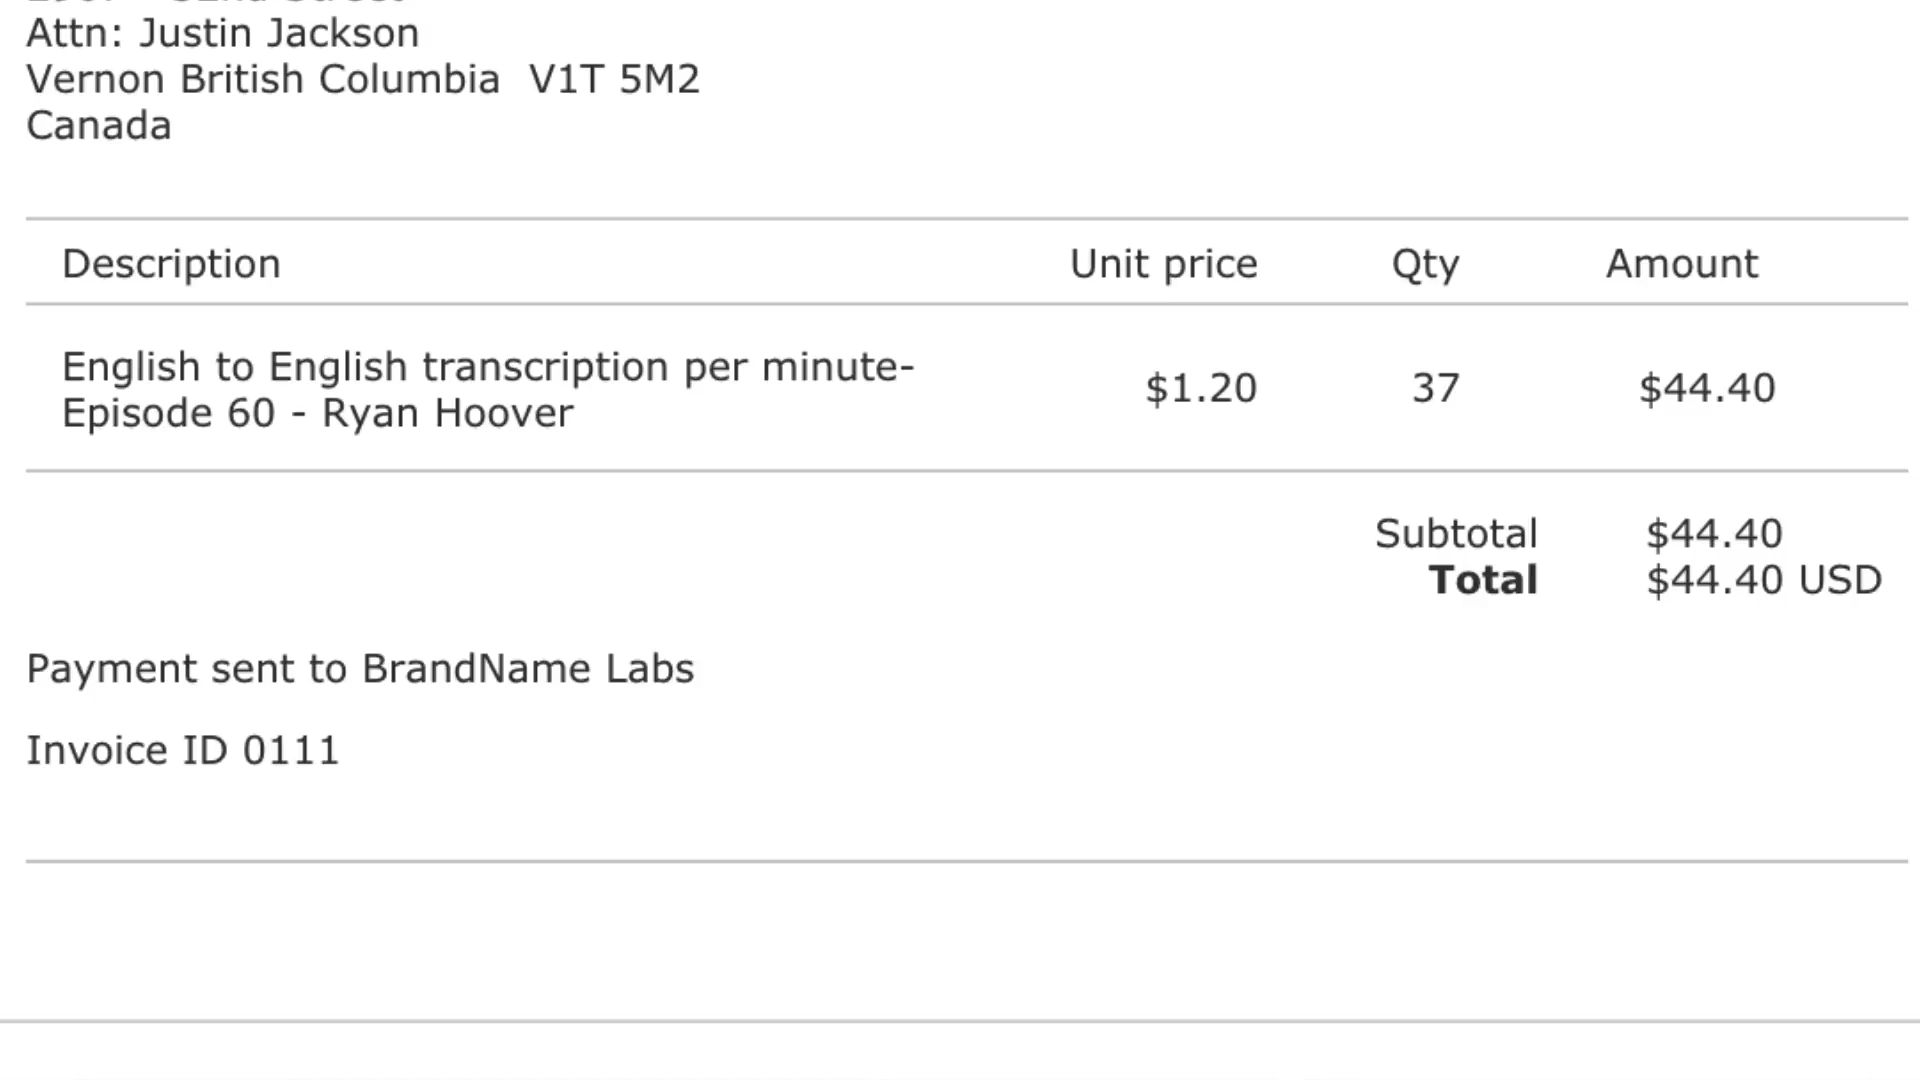 Attn: Justin Jackson
Vernon British Columbia  V1T 5M2
Canada
Description Unit price Qty Amount
English to English transcription per minute-
Episode 60 - Ryan Hoover
$1.20 37 $44.40
Subtotal $44.40
Total $44.40 USD
Payment sent to BrandName Labs
Invoice ID 0111